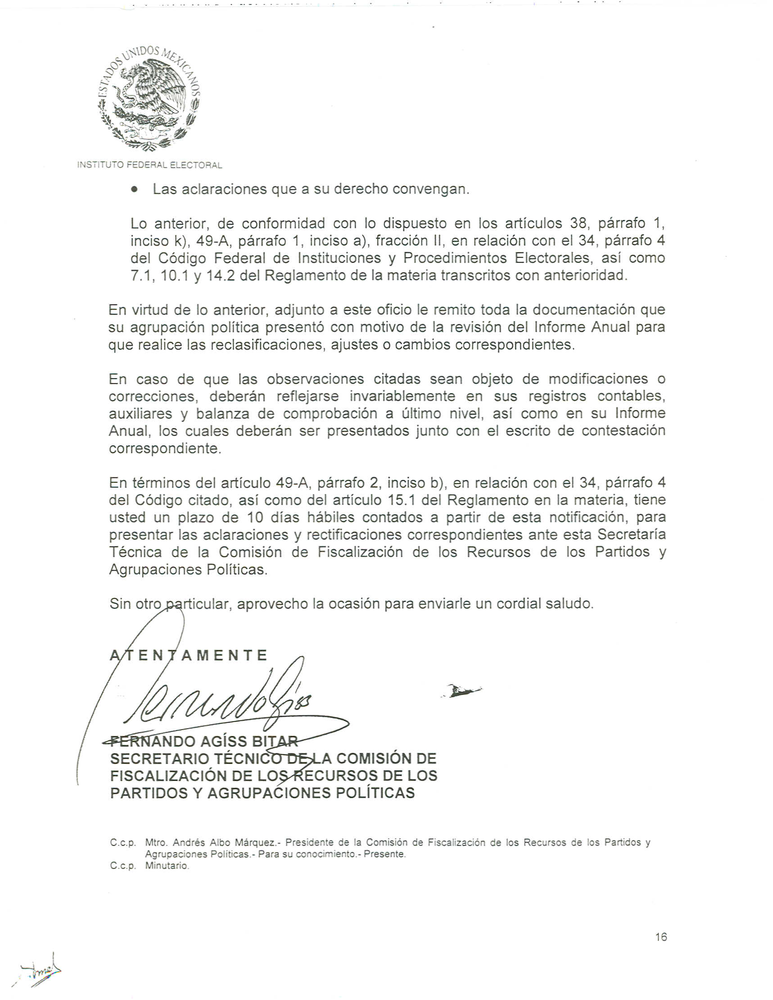 ESTADOS UNIDOS MEXICANOS
INSTITUTO FEDERAL ELECTORAL
• Las aclaraciones que a su derecho convengan.
Lo anterior, de conformidad con lo dispuesto en los artículos 38, párrafo 1,
inciso k), 49-A, párrafo 1, inciso a), fracción II, en relación con el 34, párrafo 4
del Código Federal de Instituciones y Procedimientos Electorales, así como
7.1, 10.1 y 14.2 del Reglamento de la materia transcritos con anterioridad.
En virtud de lo anterior, adjunto a este oficio le remito toda la documentación que
su agrupación política presentó con motivo de la revisión del Informe Anual para
que realice las reclasificaciones, ajustes o cambios correspondientes.
En caso de que las observaciones citadas sean objeto de modificaciones o
correcciones, deberán reflejarse invariablemente en sus registros contables,
auxiliares y balanza de comprobación a último nivel, así como en su Informe
Anual, los cuales deberán ser presentados junto con el escrito de contestación
correspondiente.
En términos del artículo 49-A, párrafo 2, inciso b), en relación con el 34, párrafo 4
del Código citado, así como del artículo 15.1 del Reglamento en la materia, tiene
usted un plazo de 10 días hábiles contados a partir de esta notificación, para
presentar las aclaraciones y rectificaciones correspondientes ante esta Secretaría
Técnica de la Comisión de Fiscalización de los Recursos de los Partidos y
Agrupaciones Políticas.
Sin otro particular, aprovecho la ocasión para enviarle un cordial saludo.
A T E N T A M E N T E
FERNANDO AGÍSS BITAR
SECRETARIO TÉCNICO DE LA COMISIÓN DE
FISCALIZACIÓN DE LOS RECURSOS DE LOS
PARTIDOS Y AGRUPACIONES POLÍTICAS
C.c.p. Mtro. Andrés Albo Márquez.- Presidente de la Comisión de Fiscalización de los Recursos de los Partidos y
Agrupaciones Políticas.- Para su conocimiento.- Presente.
C.c.p. Minutario.
16